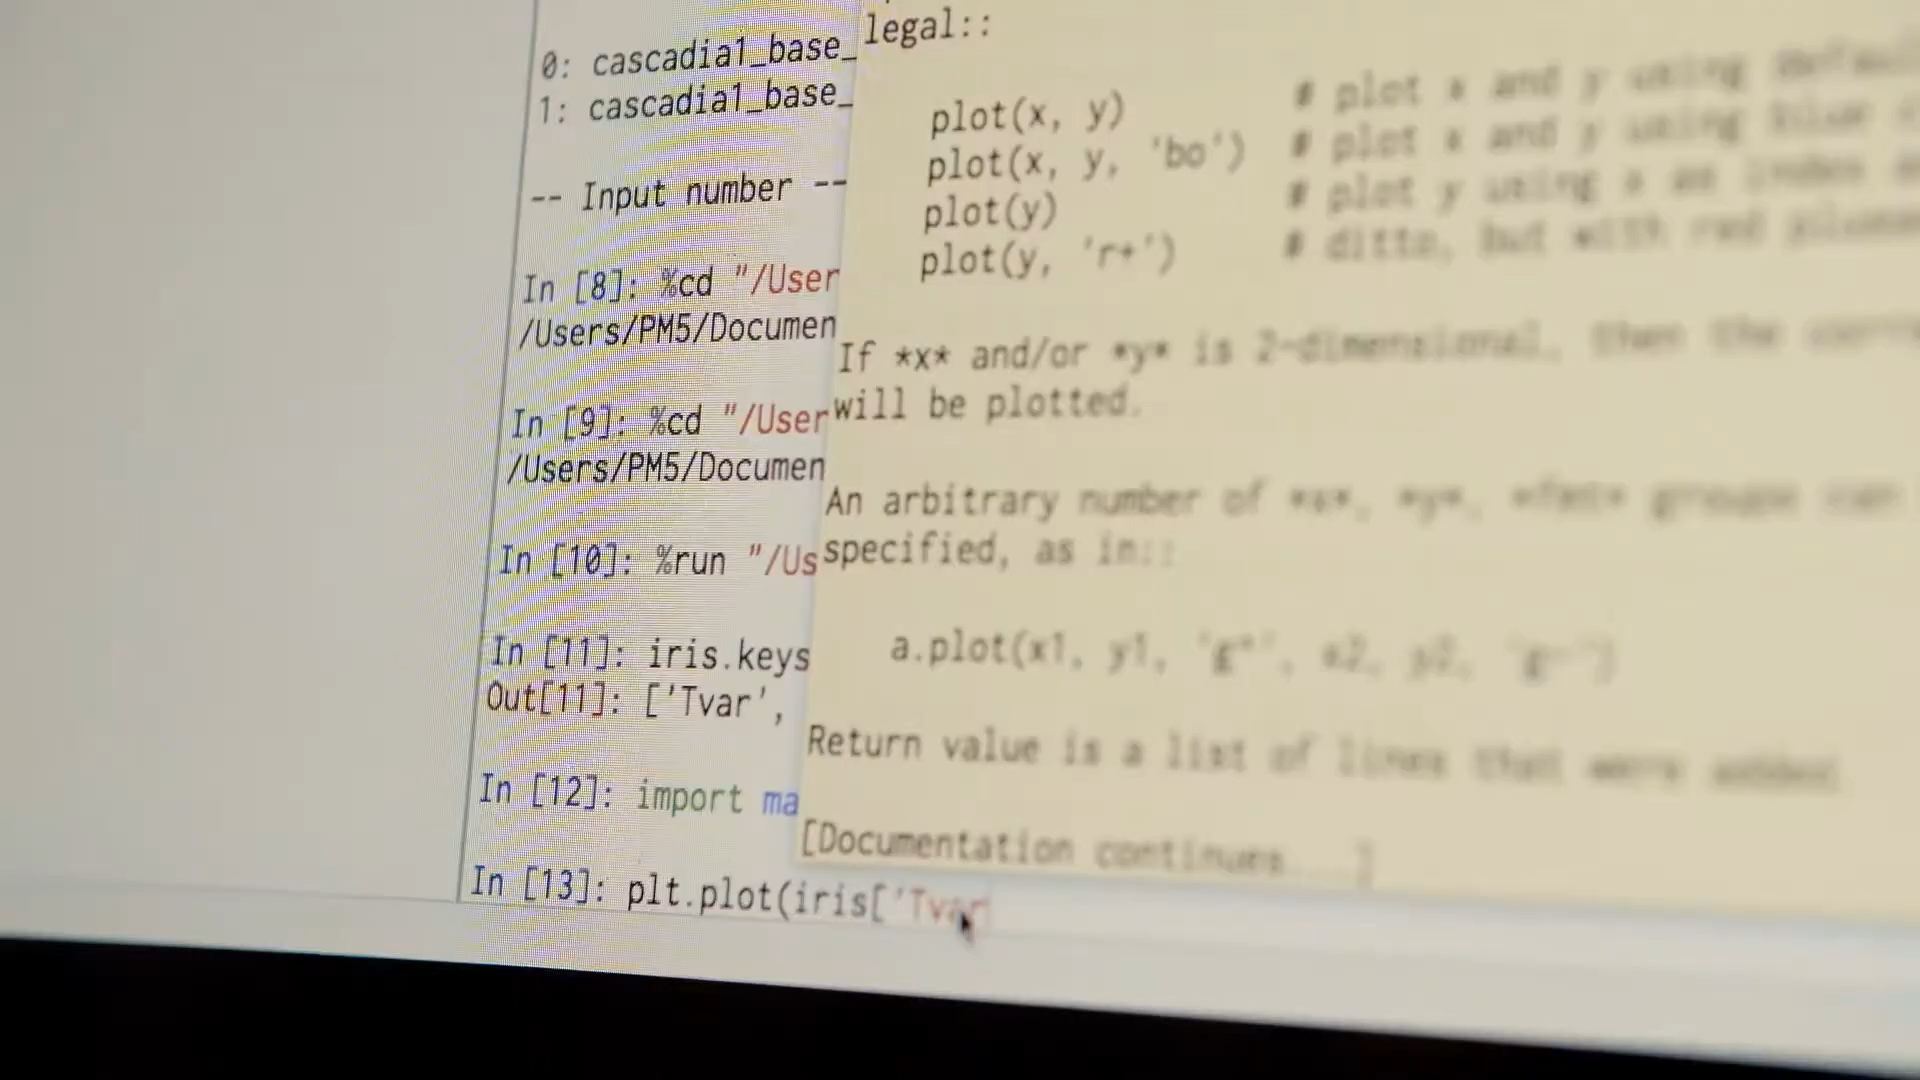 0: cascadia1_base_
1: cascadia1_base_
-- Input number --
In [8]: %cd "/User
/Users/PM5/Documen
In [9]: %cd "/User
/Users/PM5/Documen
In [10]: %run "/Us
In [11]: iris.keys
Out[11]: ['Tvar',
In [12]: import ma
In [13]: plt.plot(iris['Tvar
legal::
plot(x, y) # plot x and y using
plot(x, y, 'bo') # plot x and y using blue
plot(y) # plot y using x as index
plot(y, 'r+') # ditto, but with red
If *x* and/or *y* is 2-dimensional, then the
will be plotted.
An arbitrary number of *x*, *y*, *fmt* groups can
specified, as in::
a.plot(x1, y1, 'g^', x2, y2, 'g-')
Return value is a list of lines that were added.
[Documentation continues...]